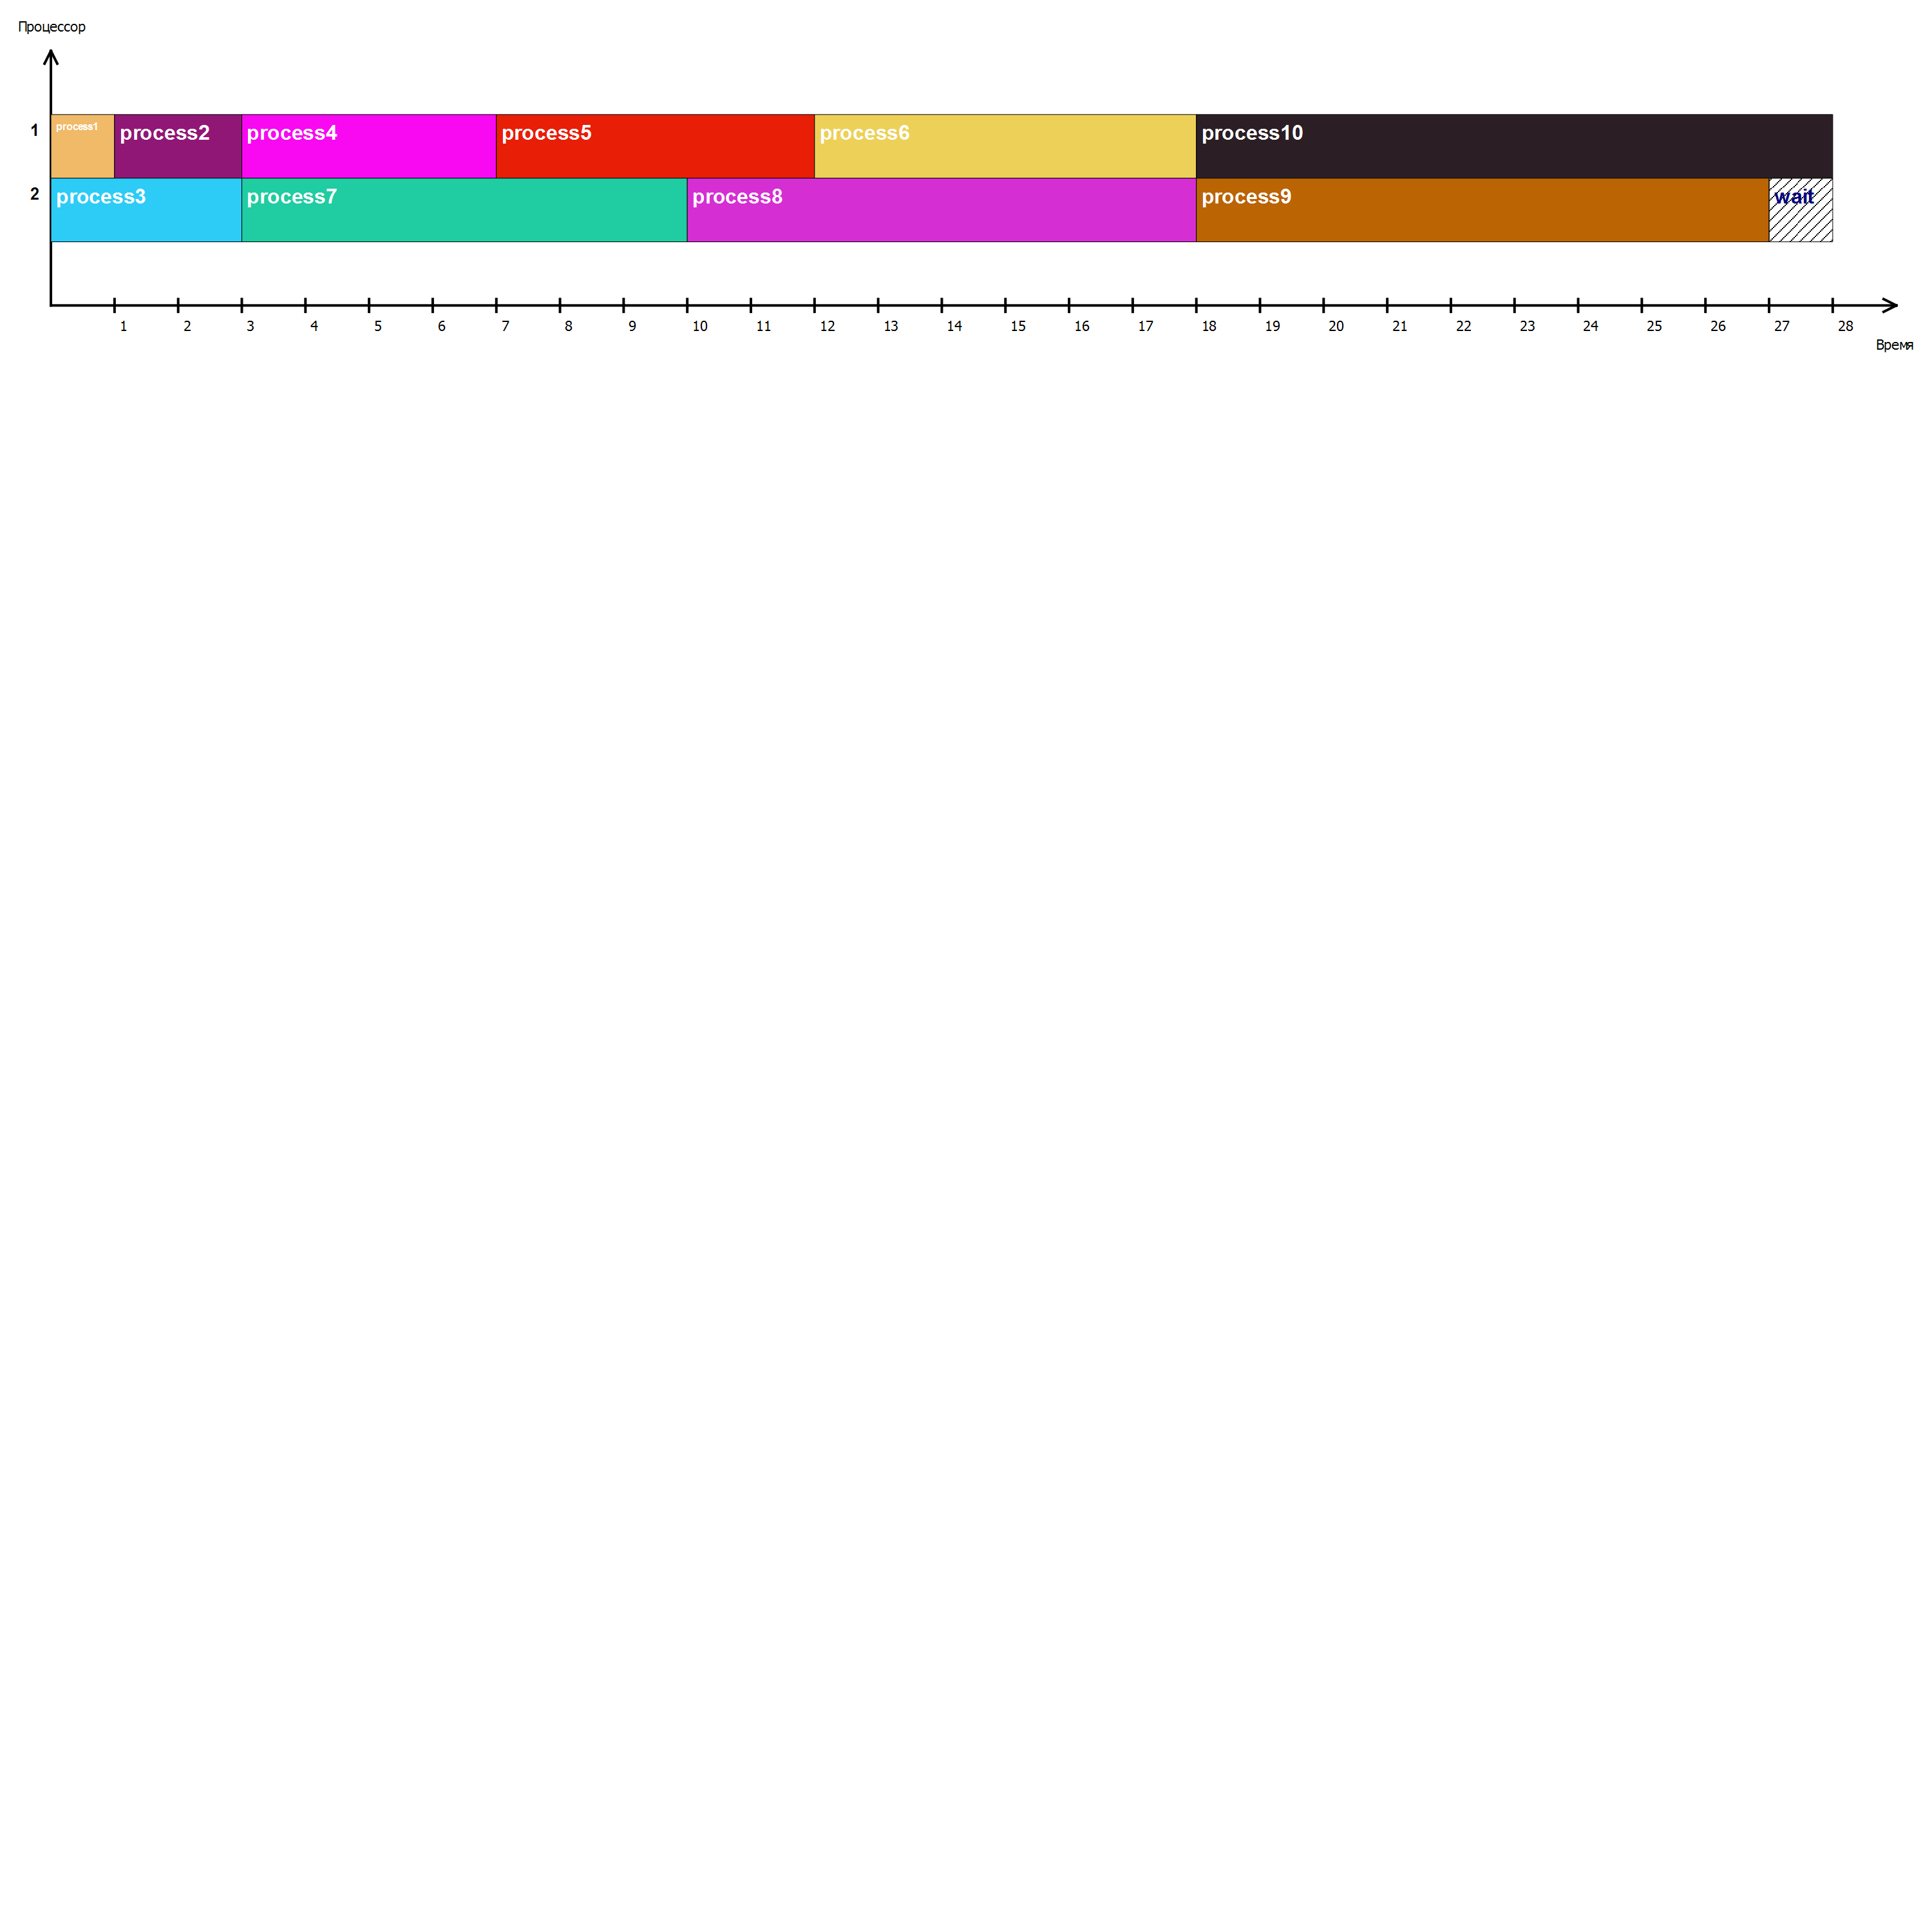 Процессор
1 process1 process2 process4 process5 process6 process10
2 process3 process7 process8 process9 wait
1 2 3 4 5 6 7 8 9 10 11 12 13 14 15 16 17 18 19 20 21 22 23 24 25 26 27 28
Время